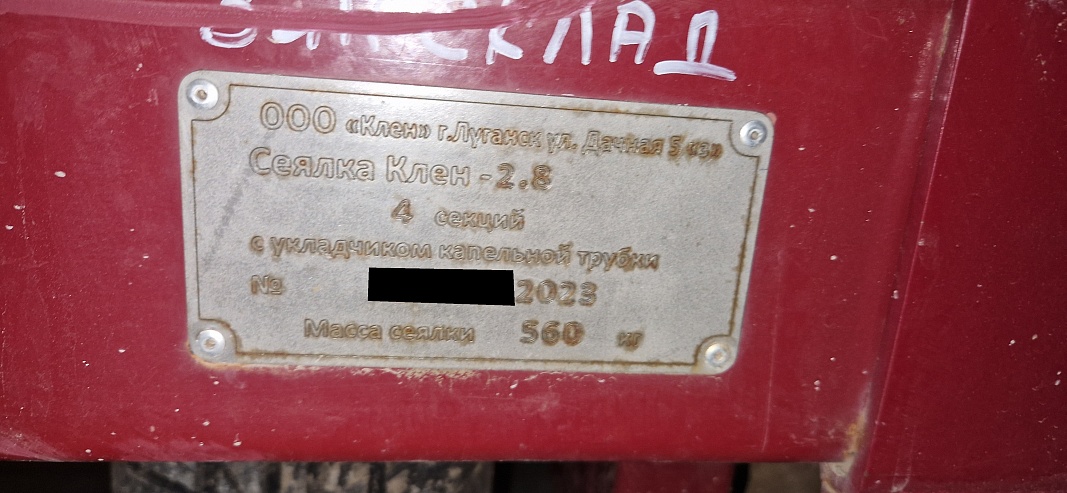 СКЛАД
ООО «Клен» г.Луганск ул. Дачная 5 «з»
Сеялка Клен -2.8
4 секций
с укладчиком капельной трубки
№ 2023
Масса сеялки 560 кг